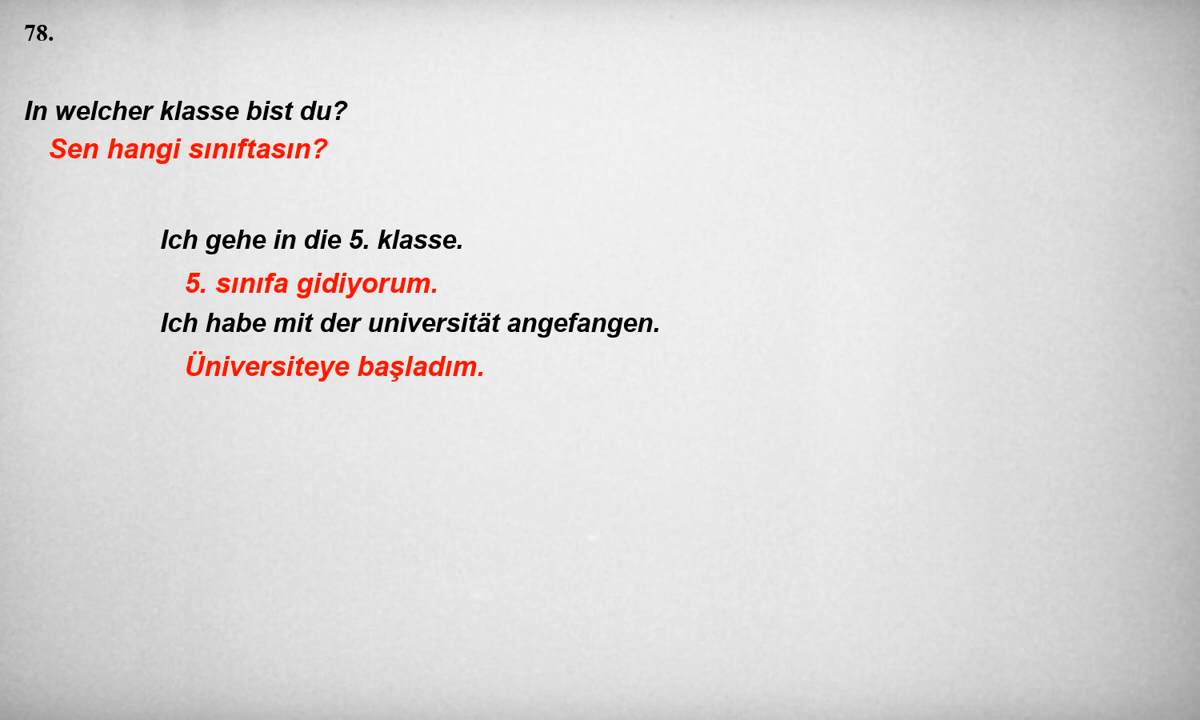 78.
In welcher klasse bist du?
Sen hangi sınıftasın?
Ich gehe in die 5. klasse.
5. sınıfa gidiyorum.
Ich habe mit der universität angefangen.
Üniversiteye başladım.